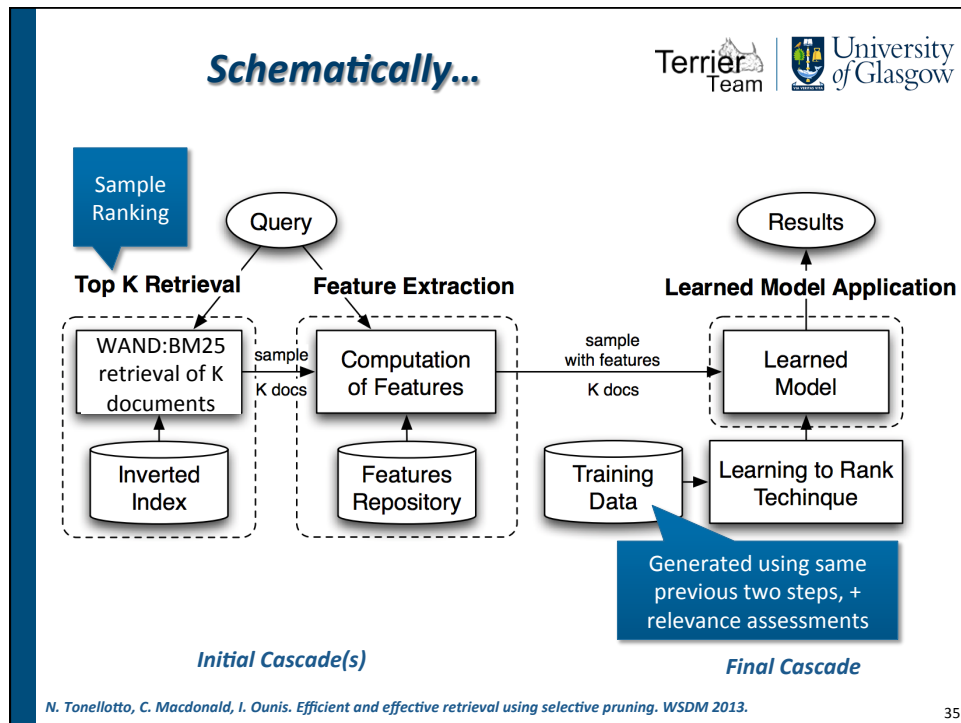 Schematically...
Terrier
Team
University
of Glasgow
VIA VERITAS VITA
Sample
Ranking
Query
Results
Top K Retrieval
Feature Extraction
Learned Model Application
WAND:BM25
retrieval of K
documents
sample
K docs
Computation
of Features
sample
with features
K docs
Learned
Model
Inverted
Index
Features
Repository
Training
Data
Learning to Rank
Techinque
Generated using same
previous two steps, +
relevance assessments
Initial Cascade(s)
Final Cascade
N. Tonellotto, C. Macdonald, I. Ounis. Efficient and effective retrieval using selective pruning. WSDM 2013.
35